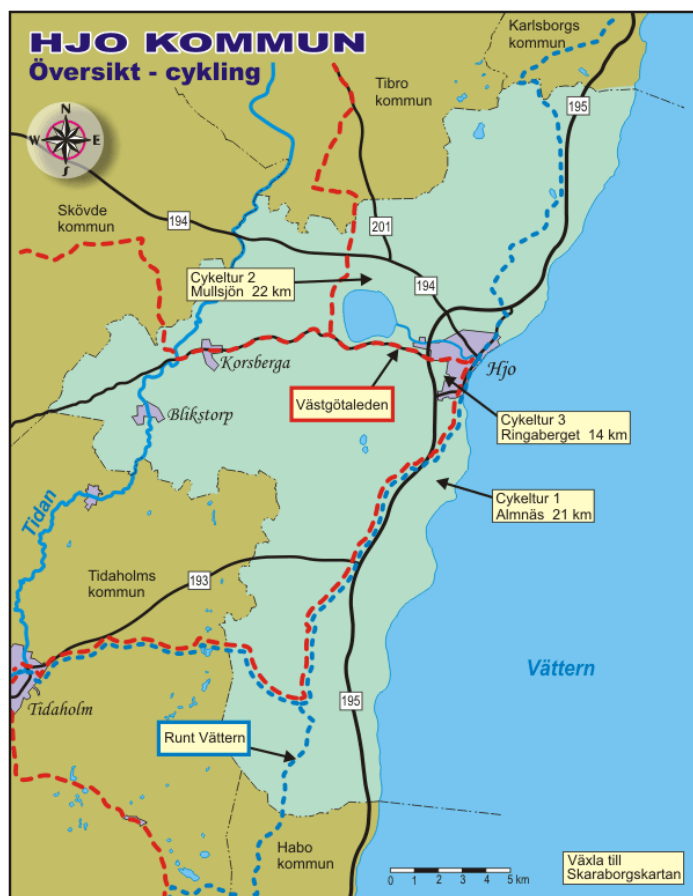 HJO KOMMUN
Översikt - cykling
Karlsborgs
kommun
Tibro
kommun
195
N
W
E
S
Skövde
kommun
194
201
Cykeltur 2
Mullsjön 22 km
194
Korsberga
Hjo
Västgötaleden
Blikstorp
Cykeltur 3
Ringaberget 14 km
Cykeltur 1
Almnäs 21 km
Tidan
Tidaholms
kommun
193
Vättern
Tidaholm
195
Runt Vättern
Habo
kommun
0 1 2 3 4 5 km
Växla till
Skaraborgskartan